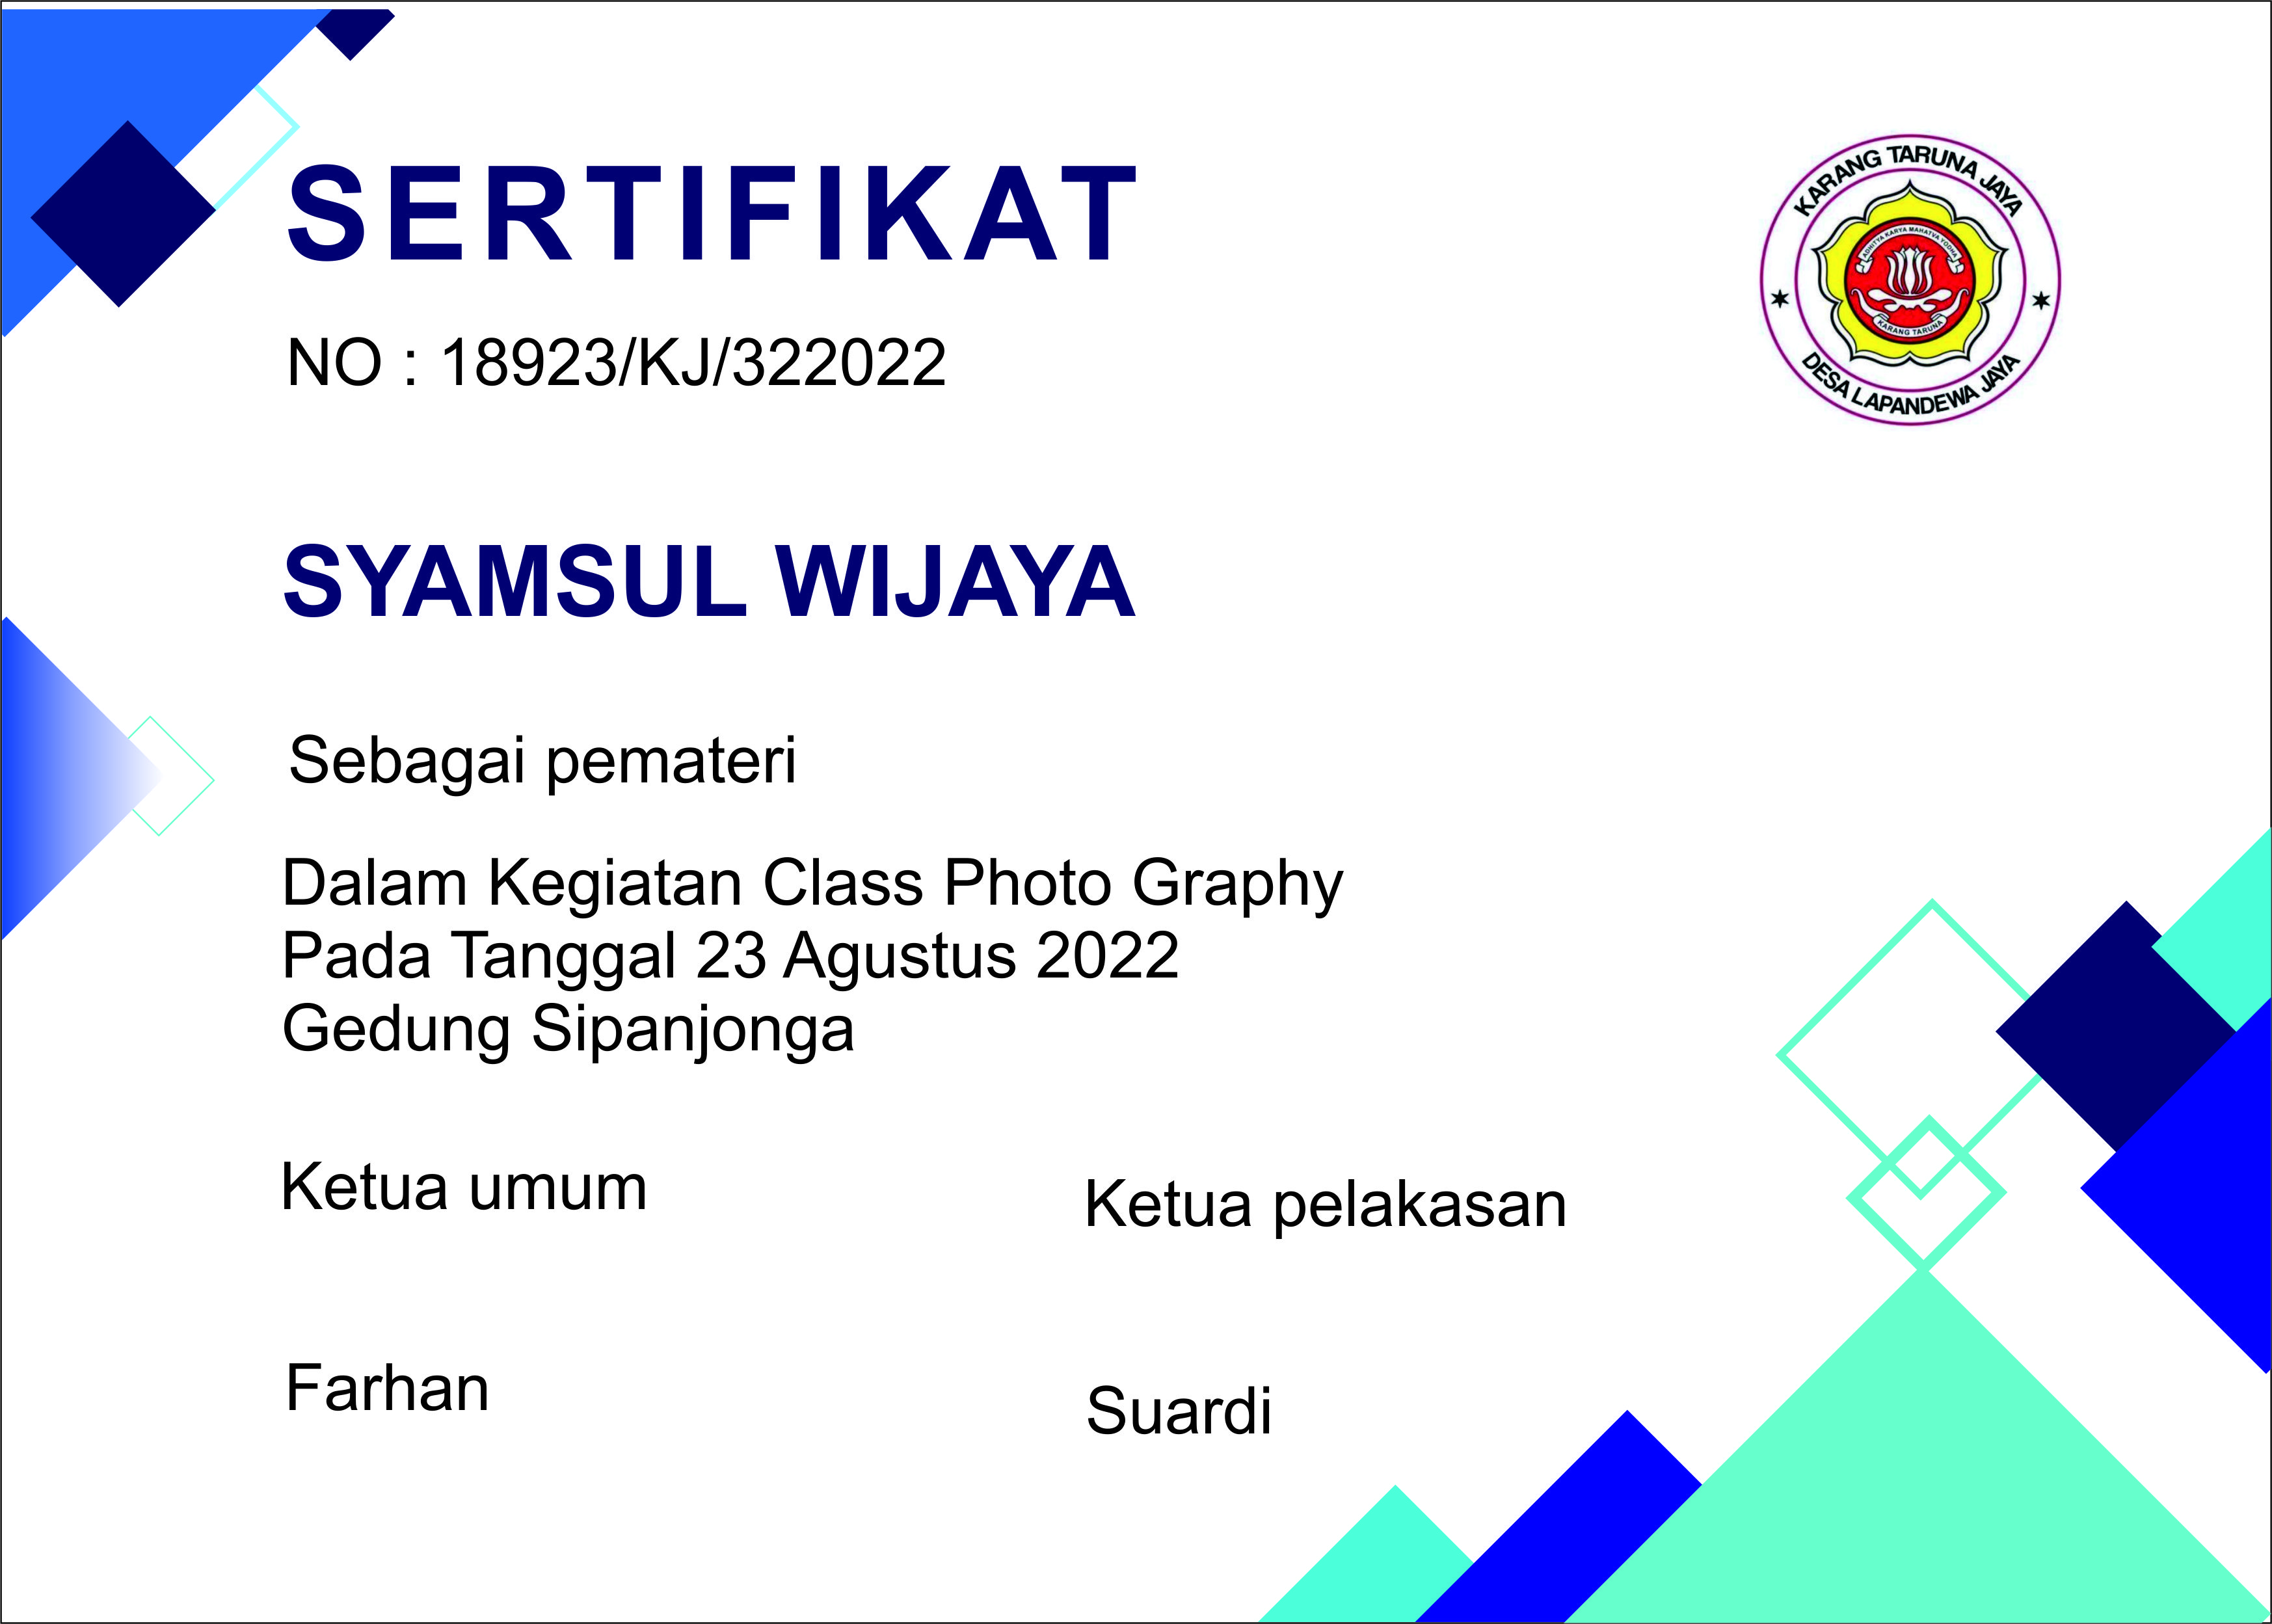 SERTIFIKAT
NO : 18923/KJ/322022
KARANG TARUNA JAYA
ADHITYA KARYA MAHATVA YODHA
KARANG TARUNA
DESA LAPANDEWA JAYA
SYAMSUL WIJAYA
Sebagai pemateri
Dalam Kegiatan Class Photo Graphy
Pada Tanggal 23 Agustus 2022
Gedung Sipanjonga
Ketua umum
Ketua pelakasan
Farhan
Suardi